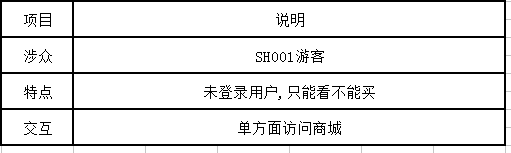 项目 说明
涉众 SH001游客
特点 未登录用户,只能看不能买
交互 单方面访问商城